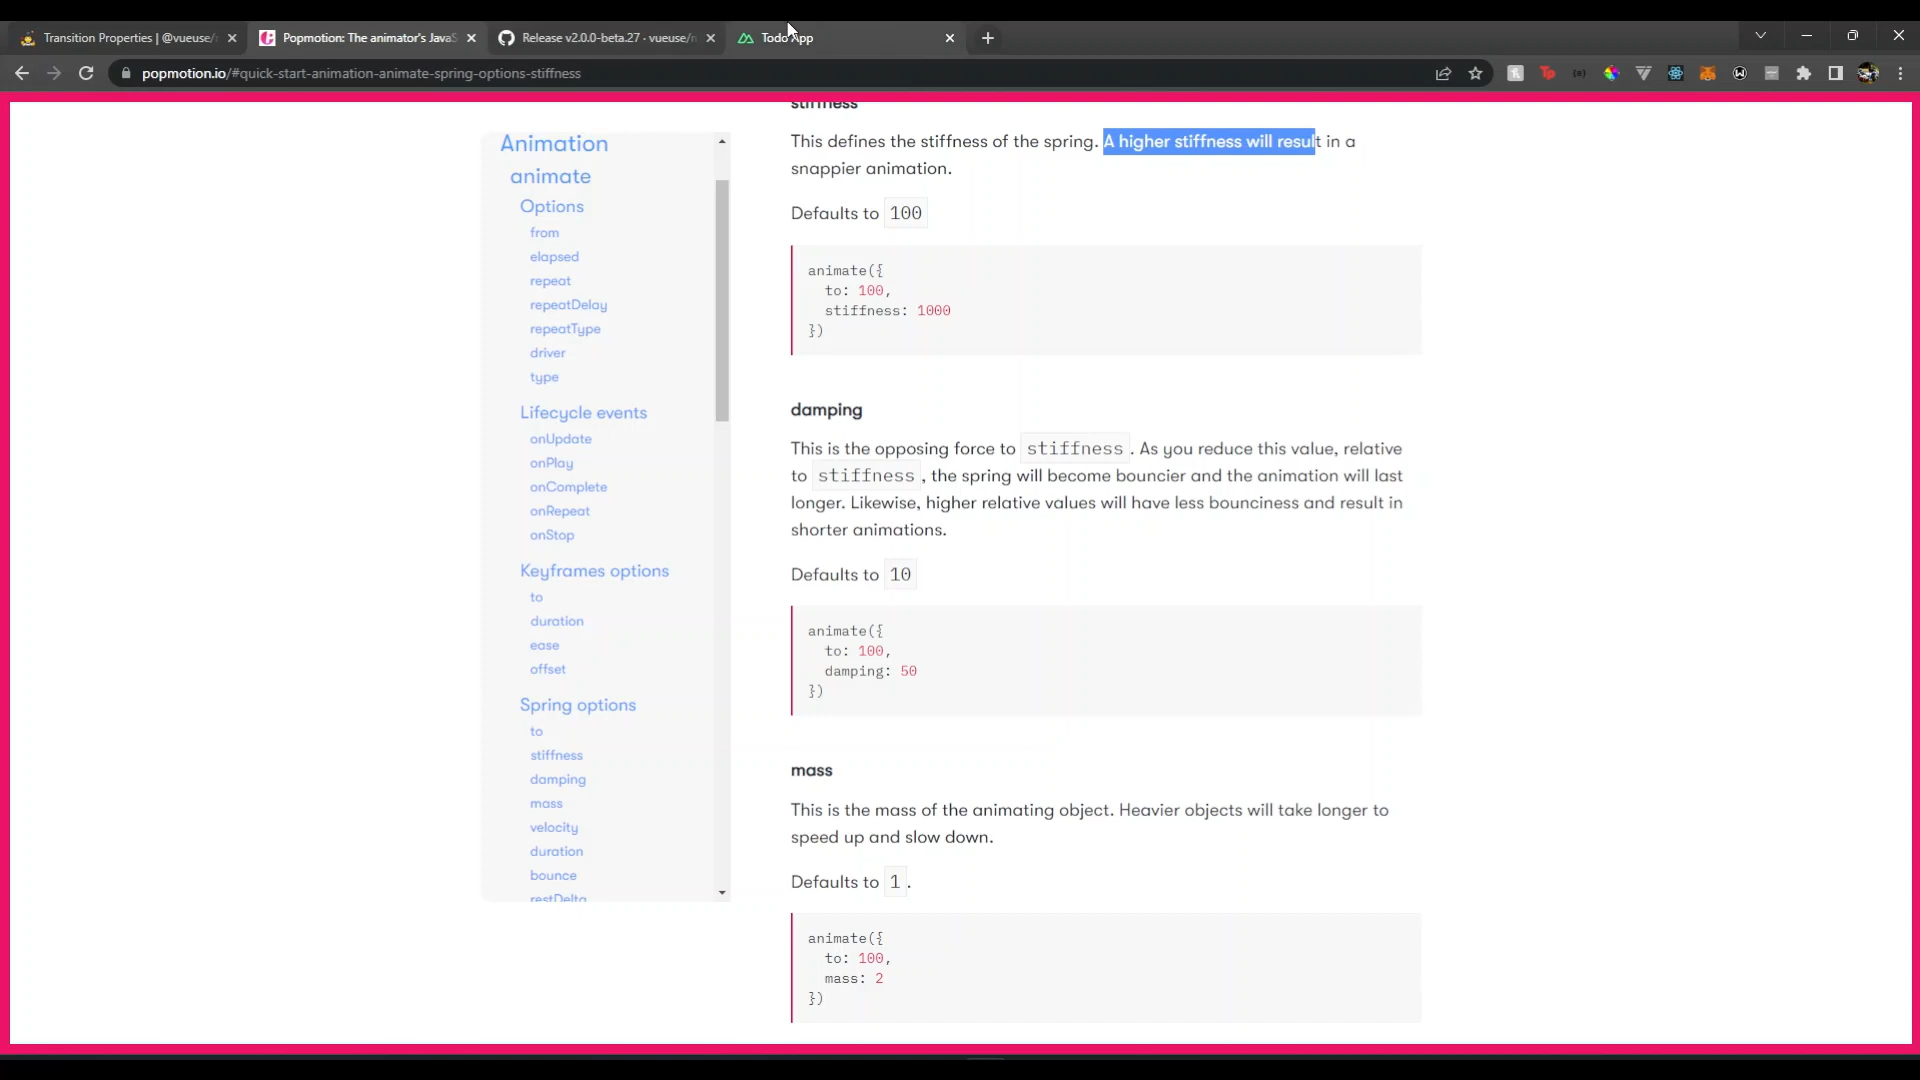 Transition Properties | @vueuse/
Popmotion: The animator's Java
Release v2.0.0-beta.27 · vueuse/
Todo App
popmotion.io/#quick-start-animation-animate-spring-options-stiffness
Animation
animate
Options
from
elapsed
repeat
repeatDelay
repeatType
driver
type
Lifecycle events
onUpdate
onPlay
onComplete
onRepeat
onStop
Keyframes options
to
duration
ease
offset
Spring options
to
stiffness
damping
mass
velocity
duration
bounce
restDelta
stiffness
This defines the stiffness of the spring. A higher stiffness will result in a
snappier animation.
Defaults to 100
animate({
to: 100,
stiffness: 1000
})
damping
This is the opposing force to stiffness. As you reduce this value, relative
to stiffness, the spring will become bouncier and the animation will last
longer. Likewise, higher relative values will have less bounciness and result in
shorter animations.
Defaults to 10
animate({
to: 100,
damping: 50
})
mass
This is the mass of the animating object. Heavier objects will take longer to
speed up and slow down.
Defaults to 1.
animate({
to: 100,
mass: 2
})